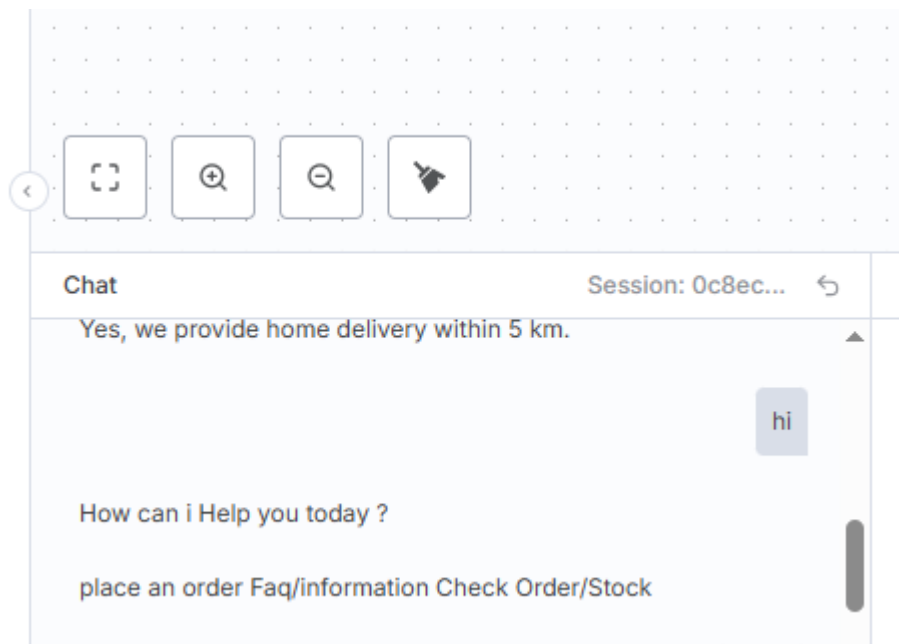 Chat
Session: 0c8ec...
Yes, we provide home delivery within 5 km.
hi
How can i Help you today ?
place an order Faq/information Check Order/Stock